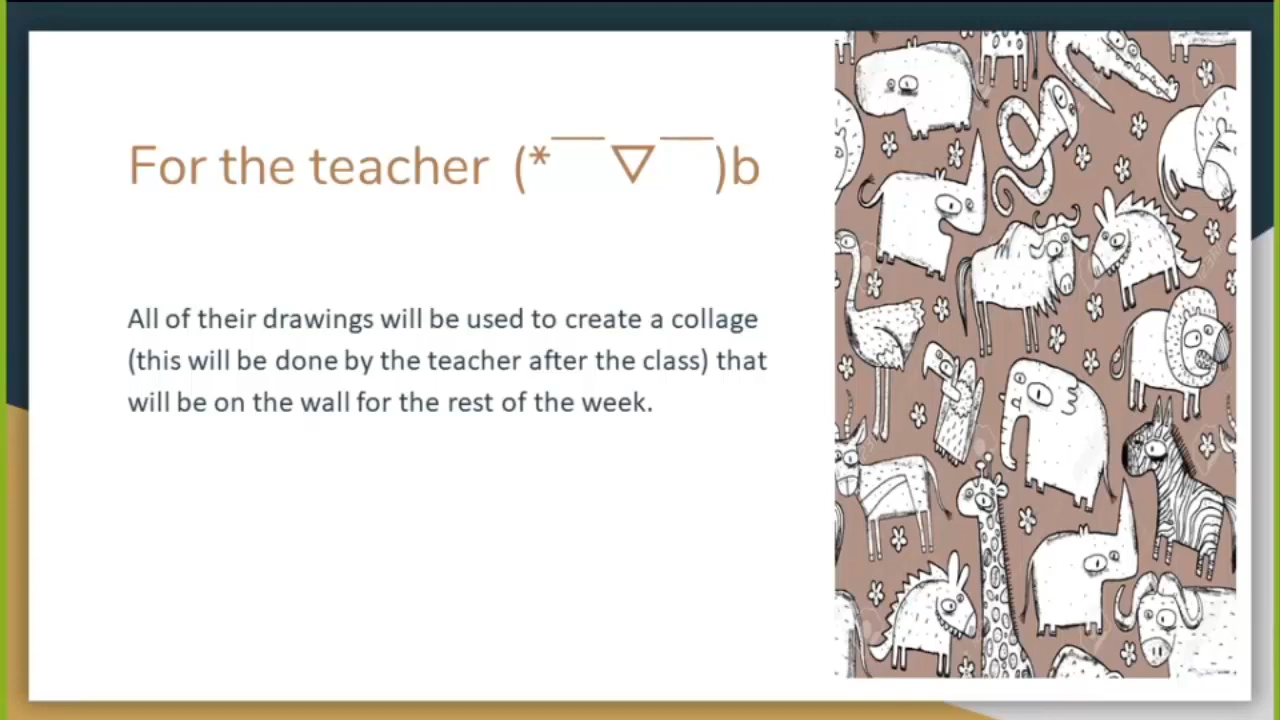 For the teacher (*￣▽￣)b
All of their drawings will be used to create a collage
(this will be done by the teacher after the class) that
will be on the wall for the rest of the week.